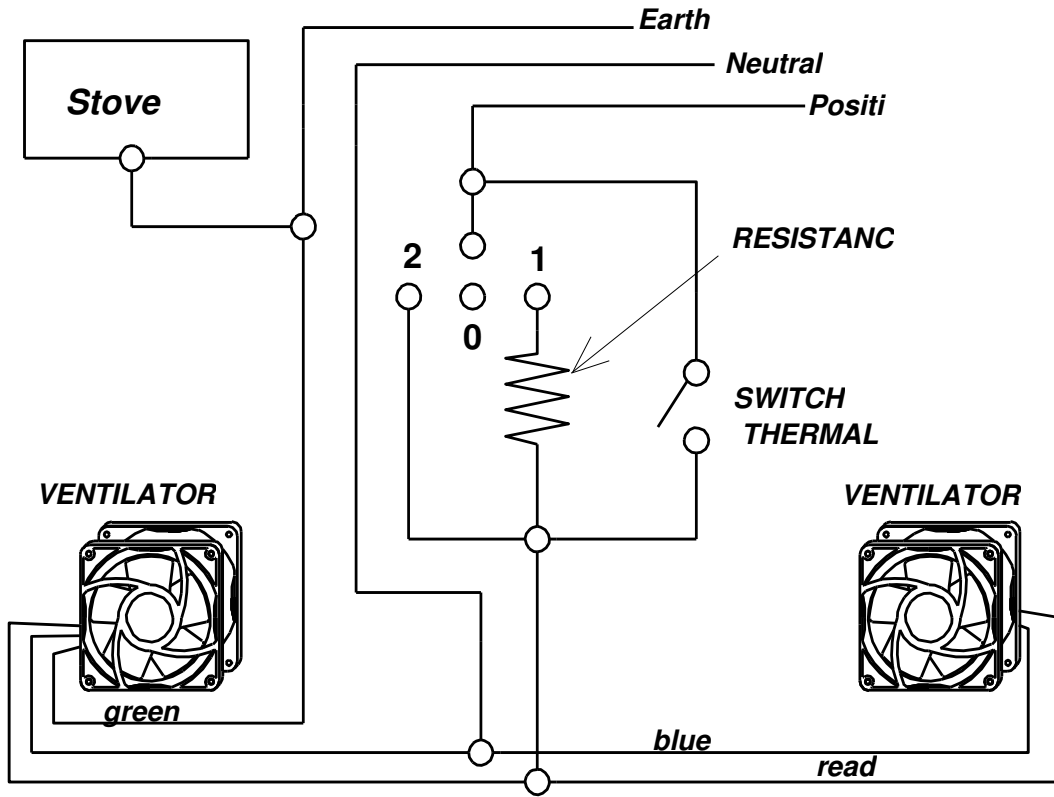 Earth
Neutral
Stove
Positi
RESISTANC
2
1
0
SWITCH
THERMAL
VENTILATOR
VENTILATOR
green
blue
read